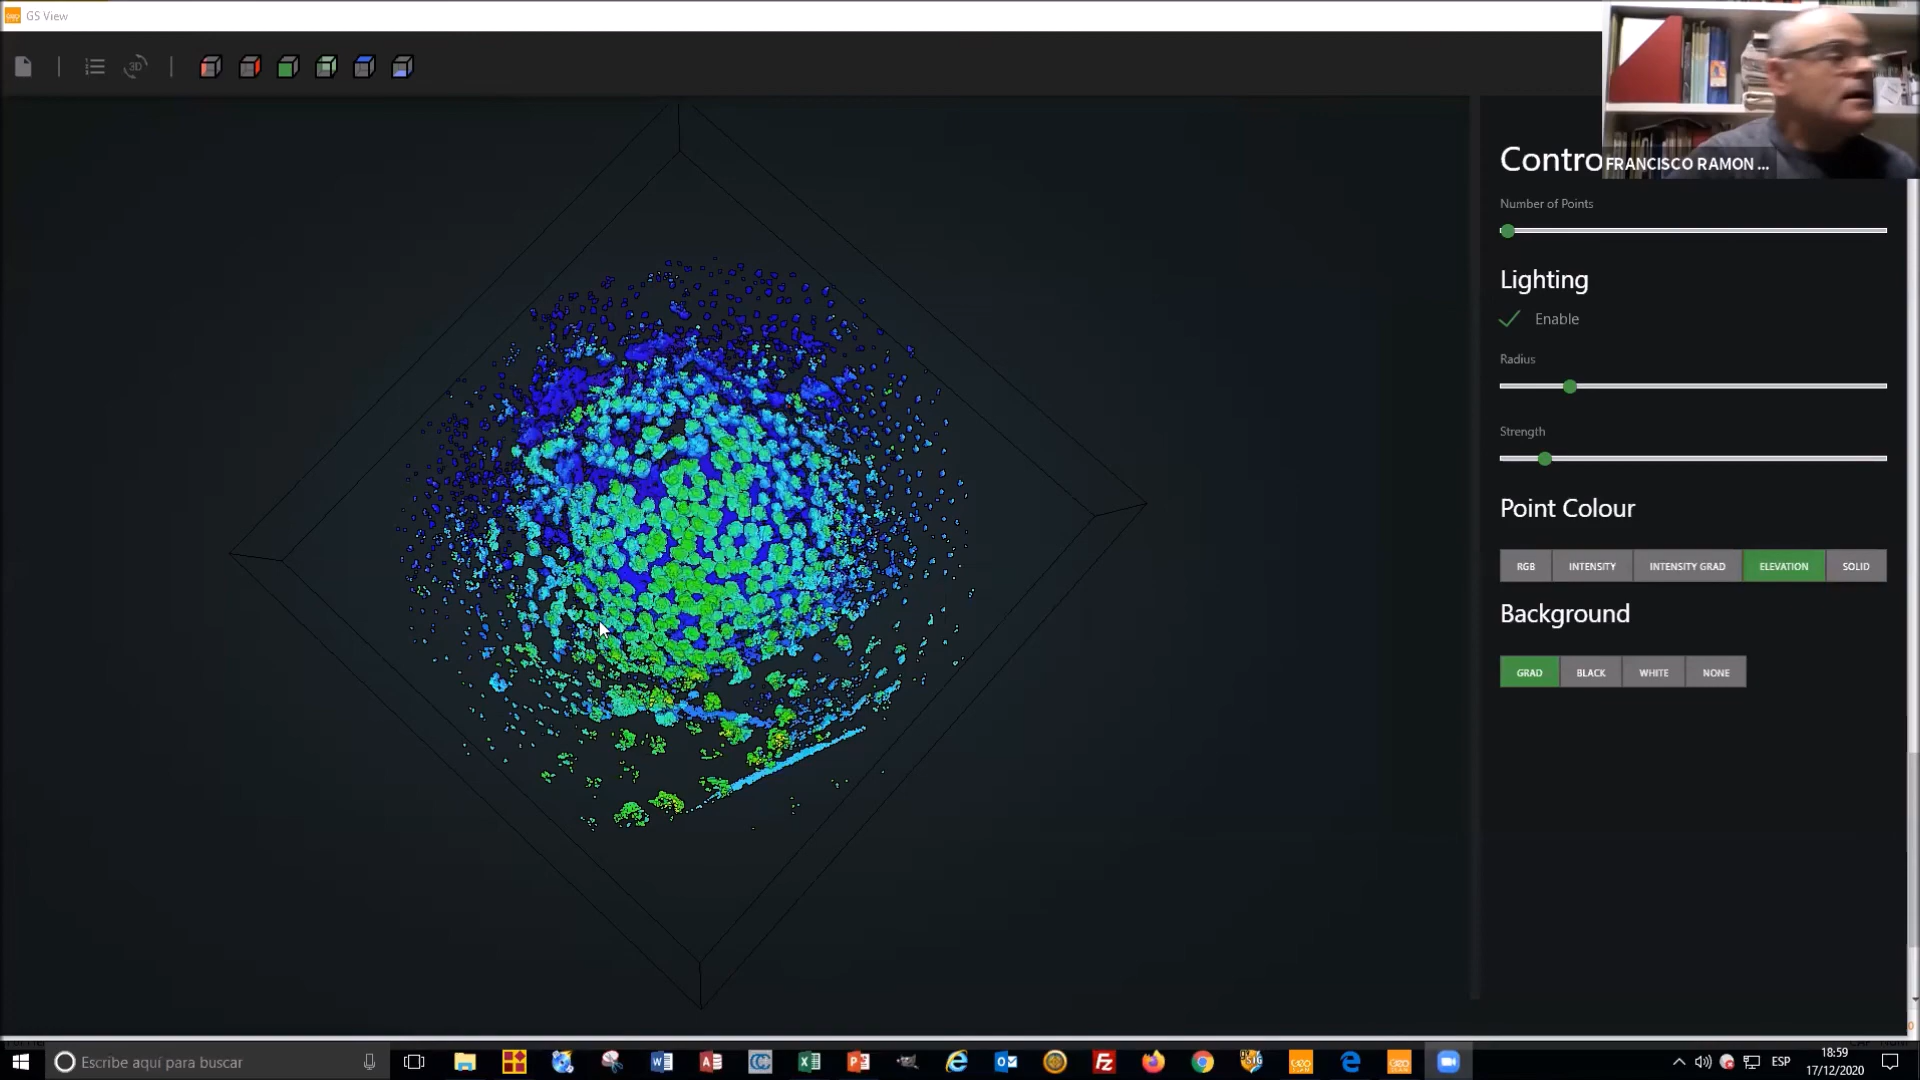 GS View
3D
FRANCISCO RAMON ...
Contro
Number of Points
Lighting
Enable
Radius
Strength
Point Colour
RGB INTENSITY INTENSITY GRAD ELEVATION SOLID
Background
GRAD BLACK WHITE NONE
Escribe aquí para buscar
ESP
18:59
17/12/2020